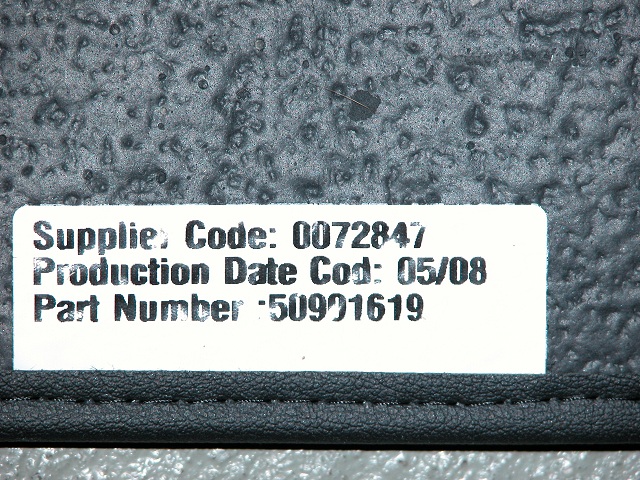 Supplier Code: 0072847
Production Date Cod: 05/08
Part Number :50901619